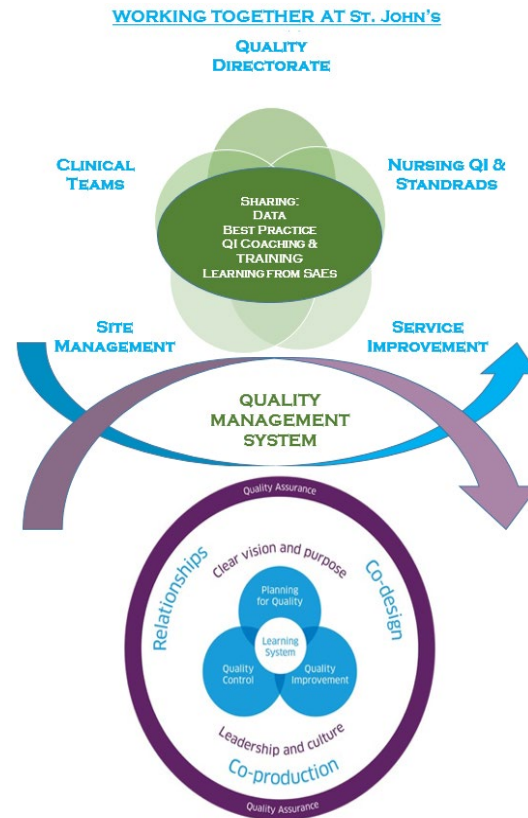 WORKING TOGETHER AT ST. JOHN'S
QUALITY
DIRECTORATE
CLINICAL
TEAMS
NURSING QI &
STANDRADS
SHARING:
DATA
BEST PRACTICE
QI COACHING &
TRAINING
LEARNING FROM SAES
SITE
MANAGEMENT
SERVICE
IMPROVEMENT
QUALITY
MANAGEMENT
SYSTEM
Quality Assurance
Relationships
Clear vision and purpose
Co-design
Planning
for Quality
Learning
System
Quality
Control
Quality
Improvement
Leadership and culture
Co-production
Quality Assurance